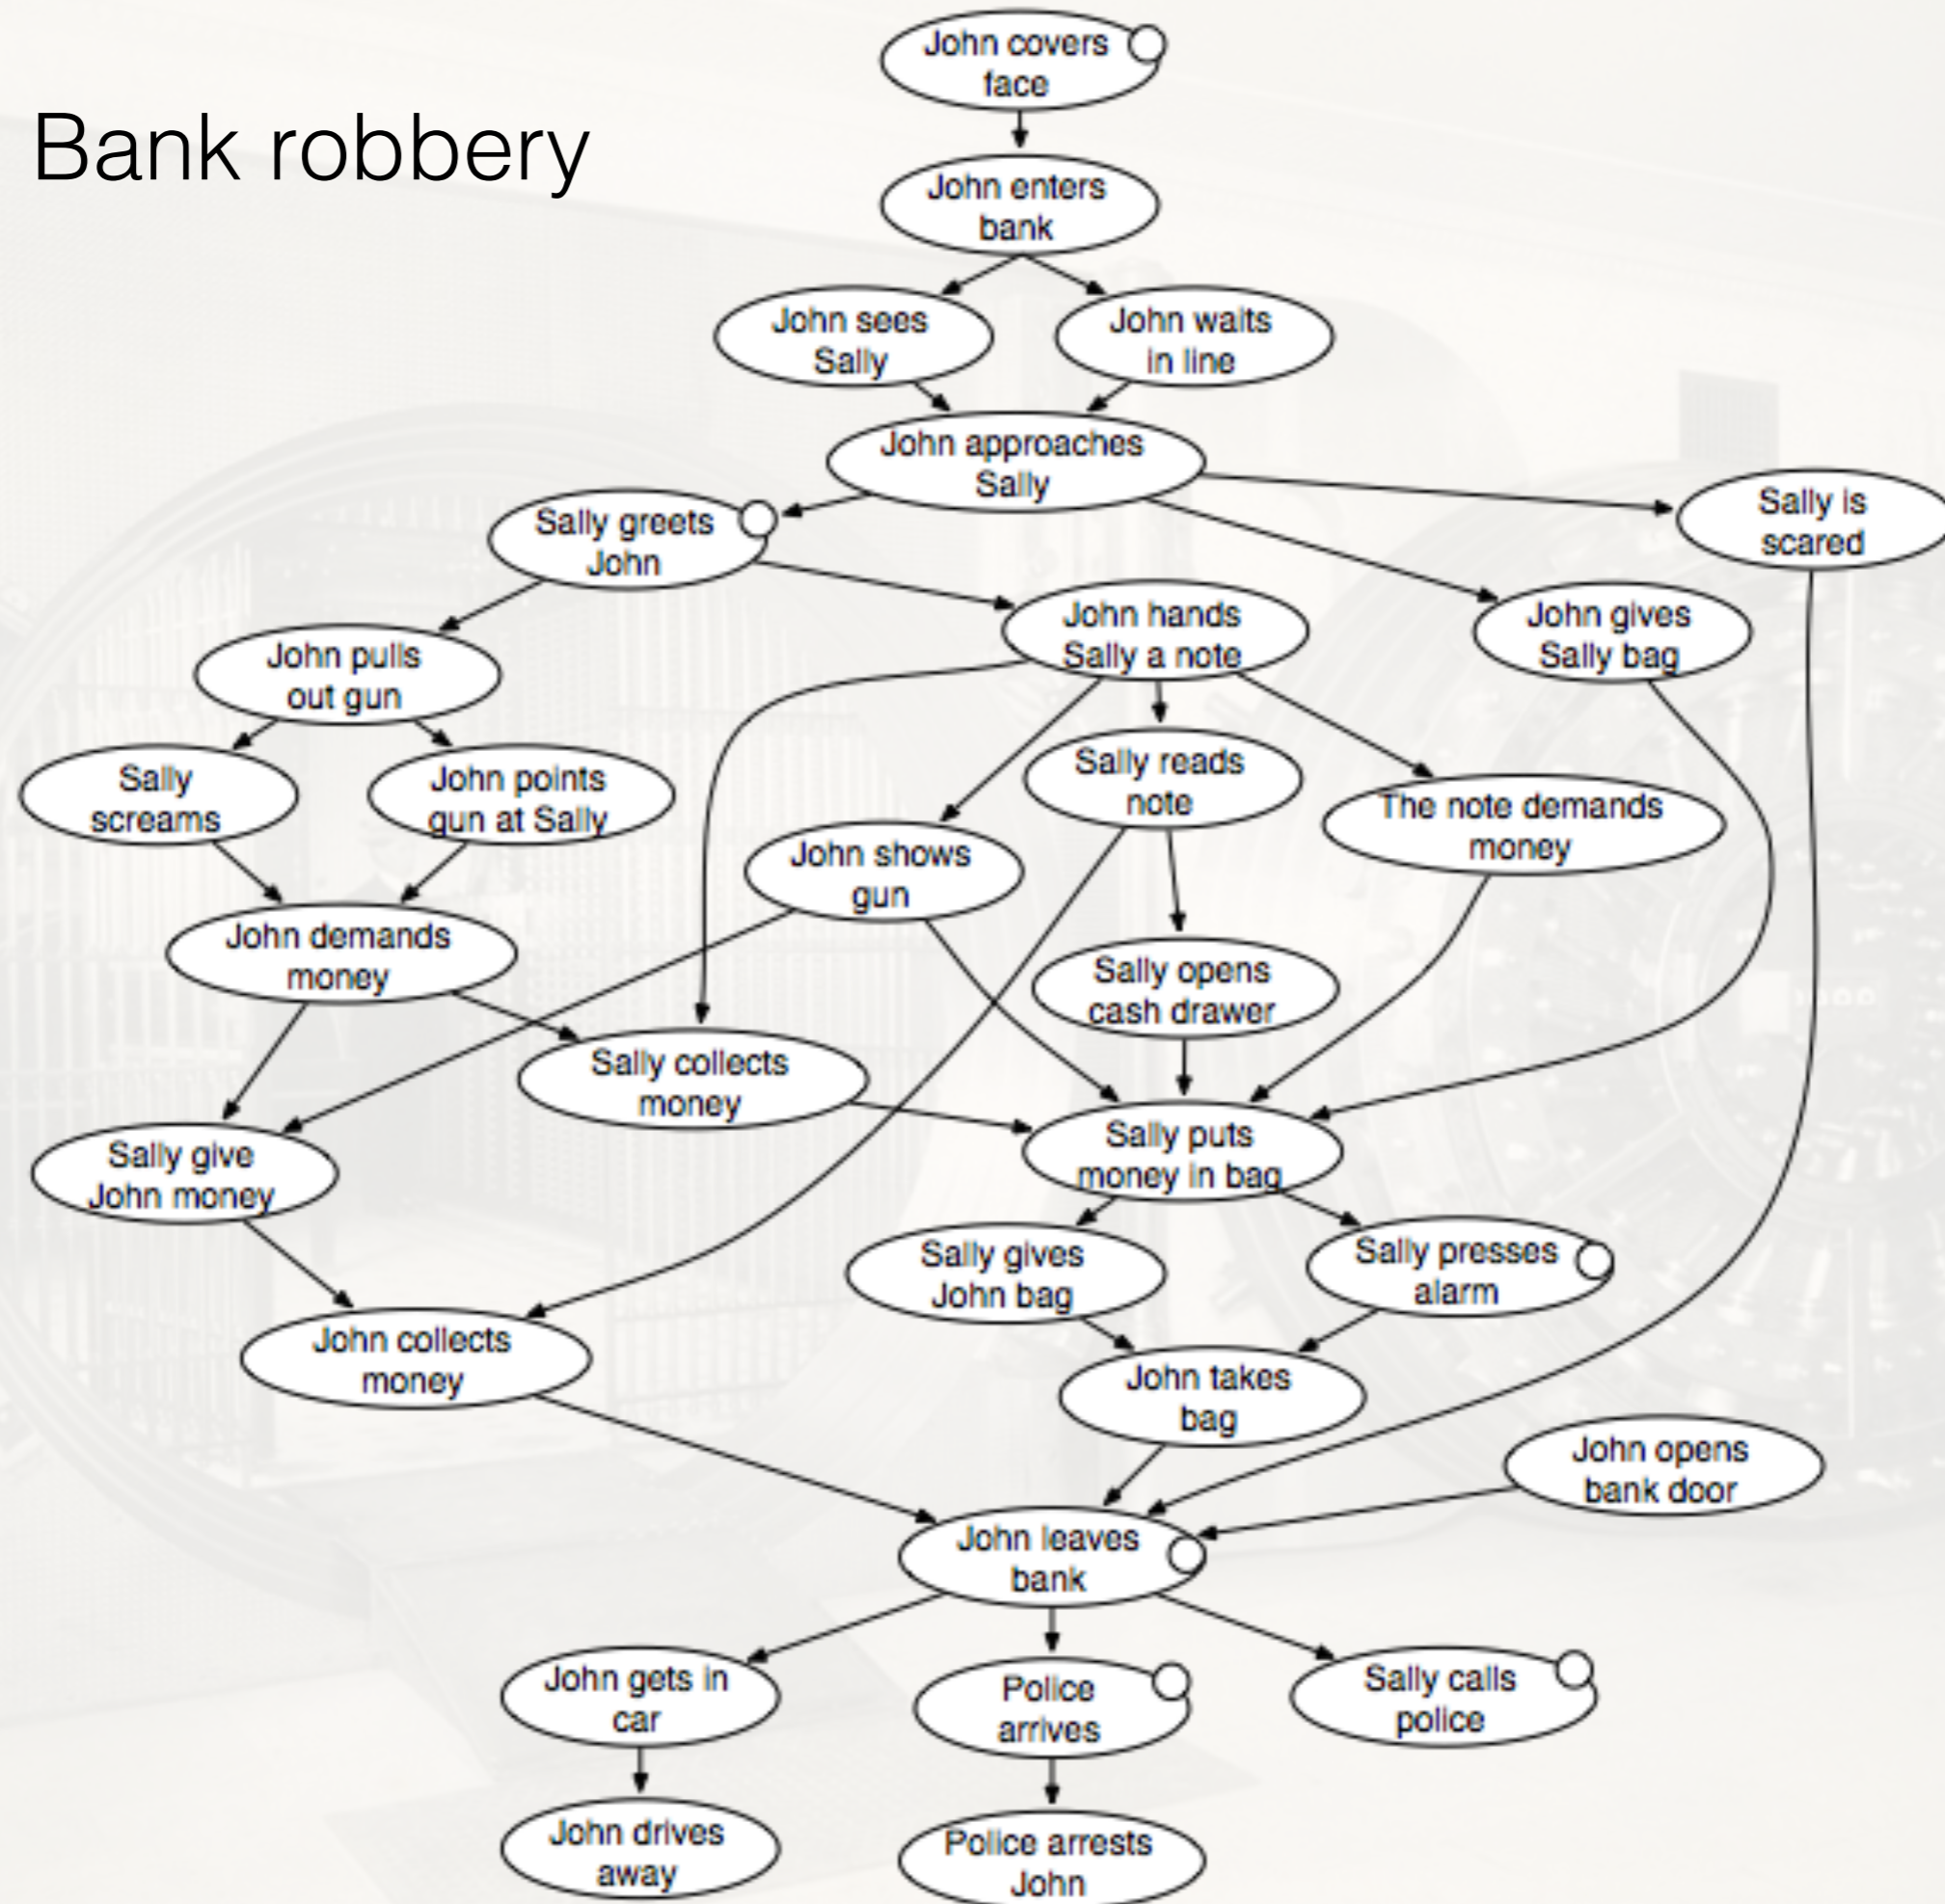 Bank robbery
John covers
face
John enters
bank
John sees
Sally
John waits
in line
John approaches
Sally
Sally greets
John
Sally is
scared
John hands
Sally a note
John gives
Sally bag
John pulls
out gun
Sally
screams
John points
gun at Sally
Sally reads
note
The note demands
money
John shows
gun
John demands
money
Sally opens
cash drawer
Sally collects
money
Sally give
John money
Sally puts
money in bag
Sally gives
John bag
Sally presses
alarm
John collects
money
John takes
bag
John opens
bank door
John leaves
bank
John gets in
car
Police
arrives
Sally calls
police
John drives
away
Police arrests
John